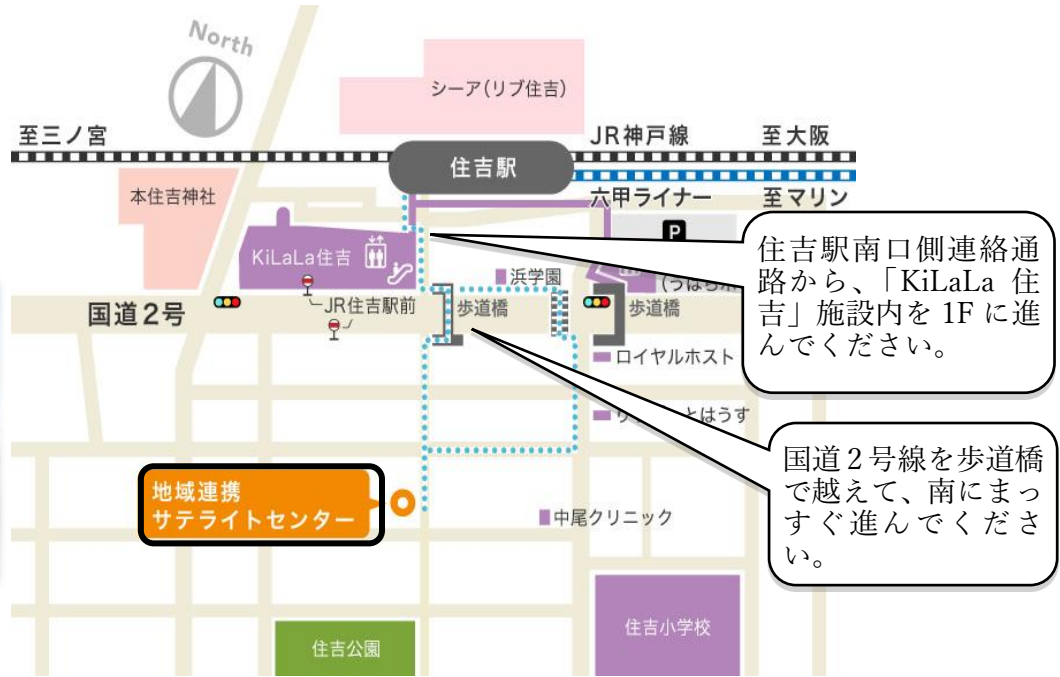 North
シーア(リブ住吉)
至三ノ宮
JR神戸線
至大阪
住吉駅
本住吉神社
六甲ライナー
至マリン
P
KiLaLa住吉
浜学園
国道2号
JR住吉駅前
歩道橋
歩道橋
ロイヤルホスト
とはうす
地域連携
サテライトセンター
中尾クリニック
住吉小学校
住吉公園
住吉駅南口側連絡通
路から、「KiLaLa 住
吉」施設内を 1F に進
んでください。
国道２号線を歩道橋
で越えて、南にまっ
すぐ進んでくださ
い。